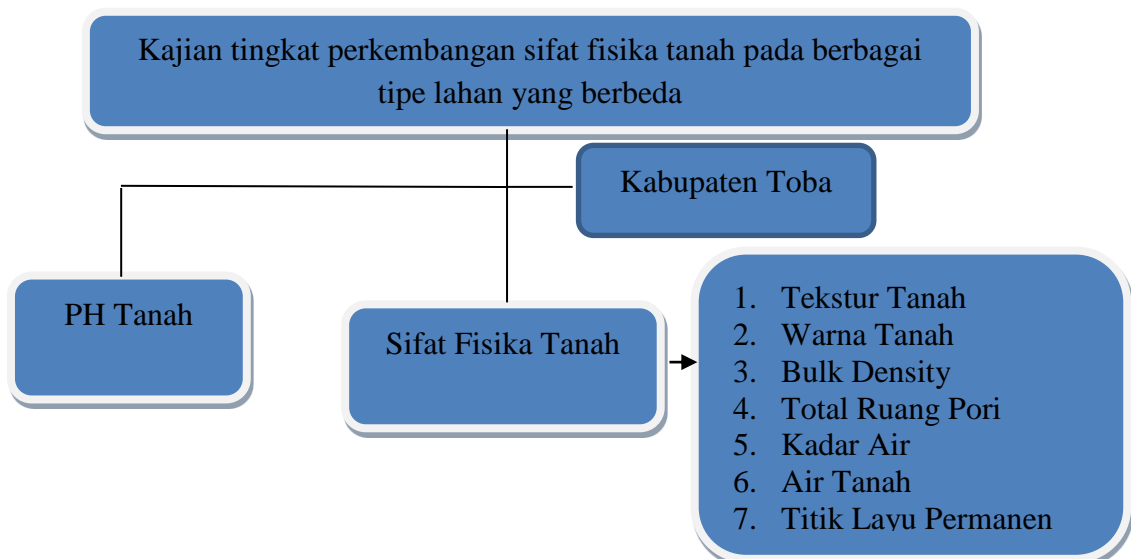 Kajian tingkat perkembangan sifat fisika tanah pada berbagai
tipe lahan yang berbeda
Kabupaten Toba
PH Tanah
Sifat Fisika Tanah
1. Tekstur Tanah
2. Warna Tanah
3. Bulk Density
4. Total Ruang Pori
5. Kadar Air
6. Air Tanah
7. Titik Layu Permanen